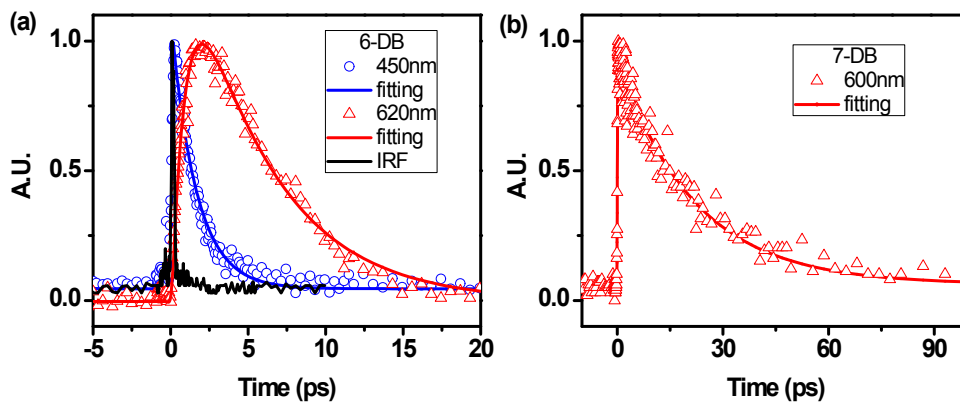 (a)
1.0
0.5
0.0
A.U.
6-DB
450nm
fitting
620nm
fitting
IRF
-5 0 5 10 15 20
Time (ps)
(b)
1.0
0.5
0.0
A.U.
7-DB
600nm
fitting
0 30 60 90
Time (ps)